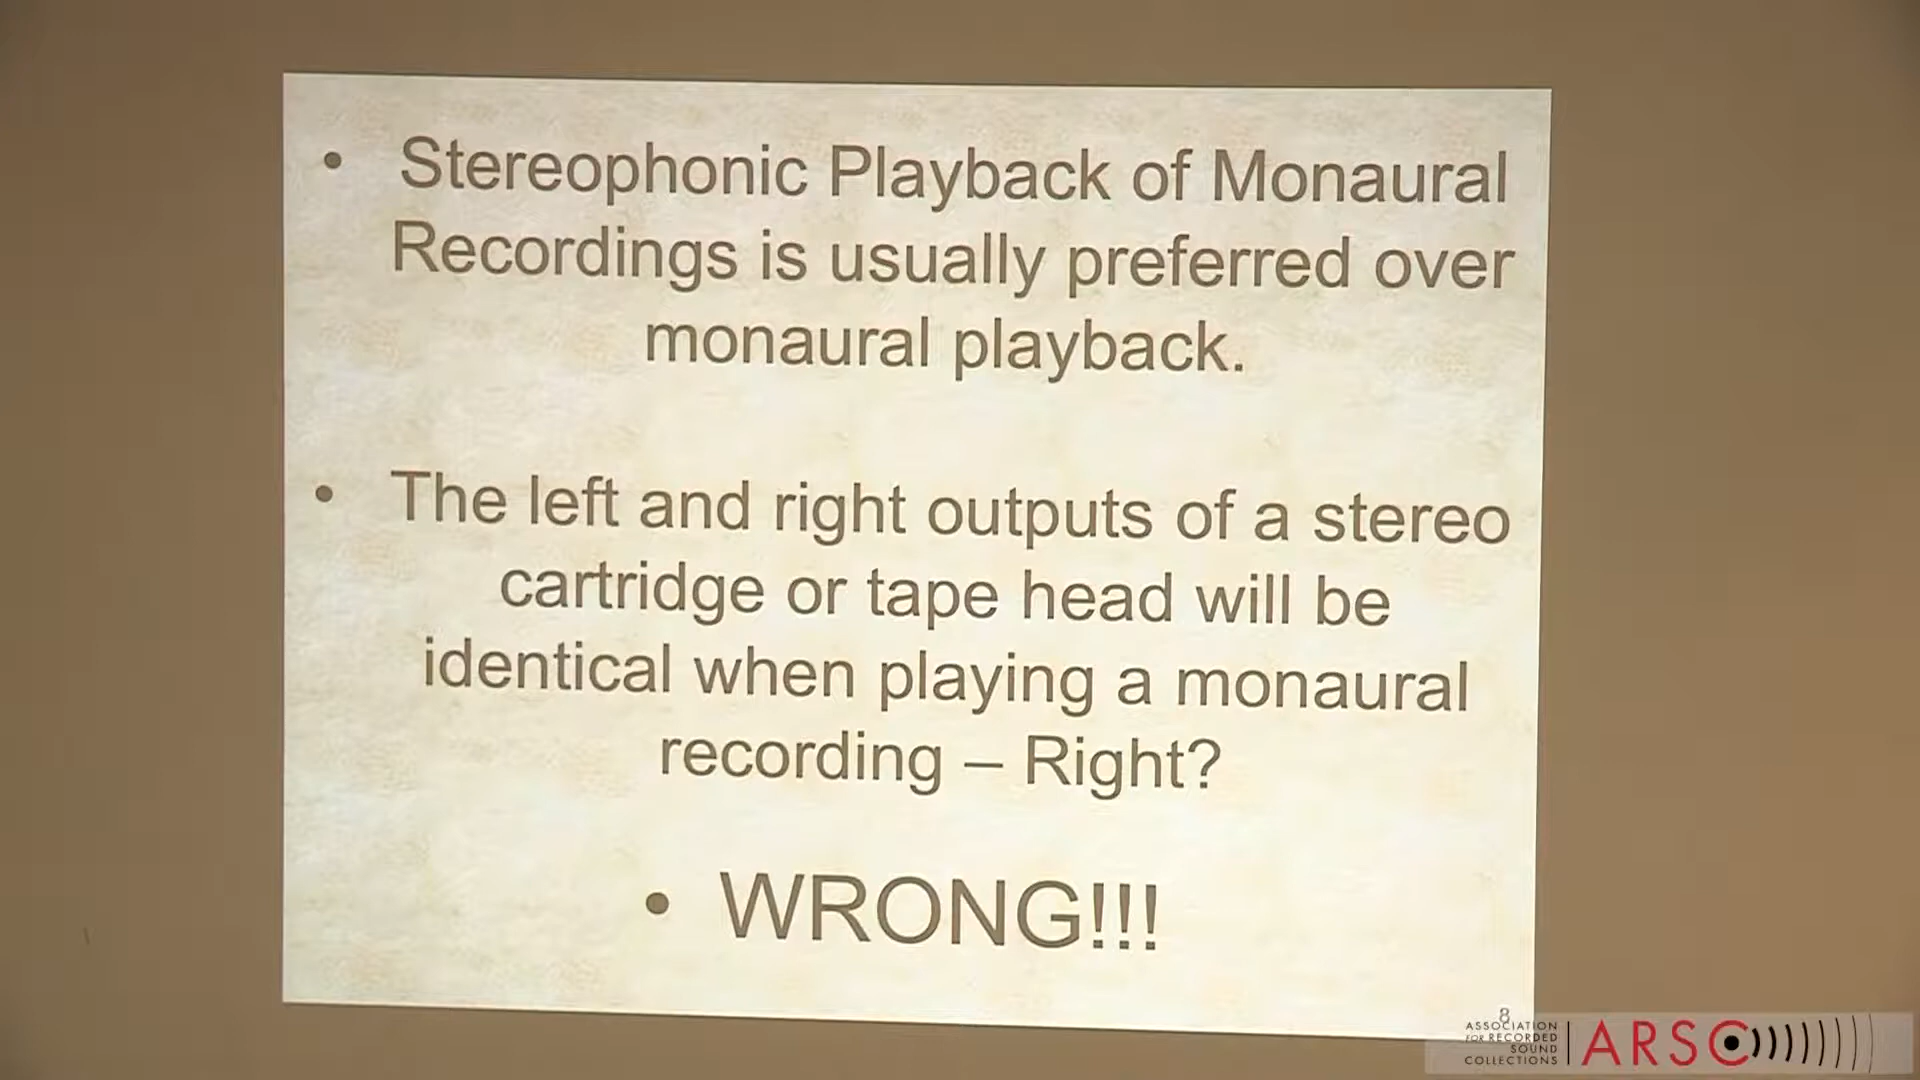 • Stereophonic Playback of Monaural
Recordings is usually preferred over
monaural playback.
• The left and right outputs of a stereo
cartridge or tape head will be
identical when playing a monaural
recording – Right?
• WRONG!!!
8
ASSOCIATION
FOR RECORDED
SOUND
COLLECTIONS
ARSC